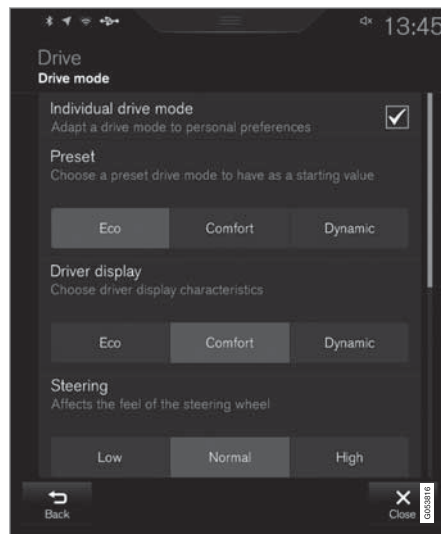 13:45
Drive
Drive mode
Individual drive mode
Adapt a drive mode to personal preferences
Preset
Choose a preset drive mode to have as a starting value
Eco Comfort Dynamic
Driver display
Choose driver display characteristics
Eco Comfort Dynamic
Steering
Affects the feel of the steering wheel
Low Normal High
Back Close
G053816